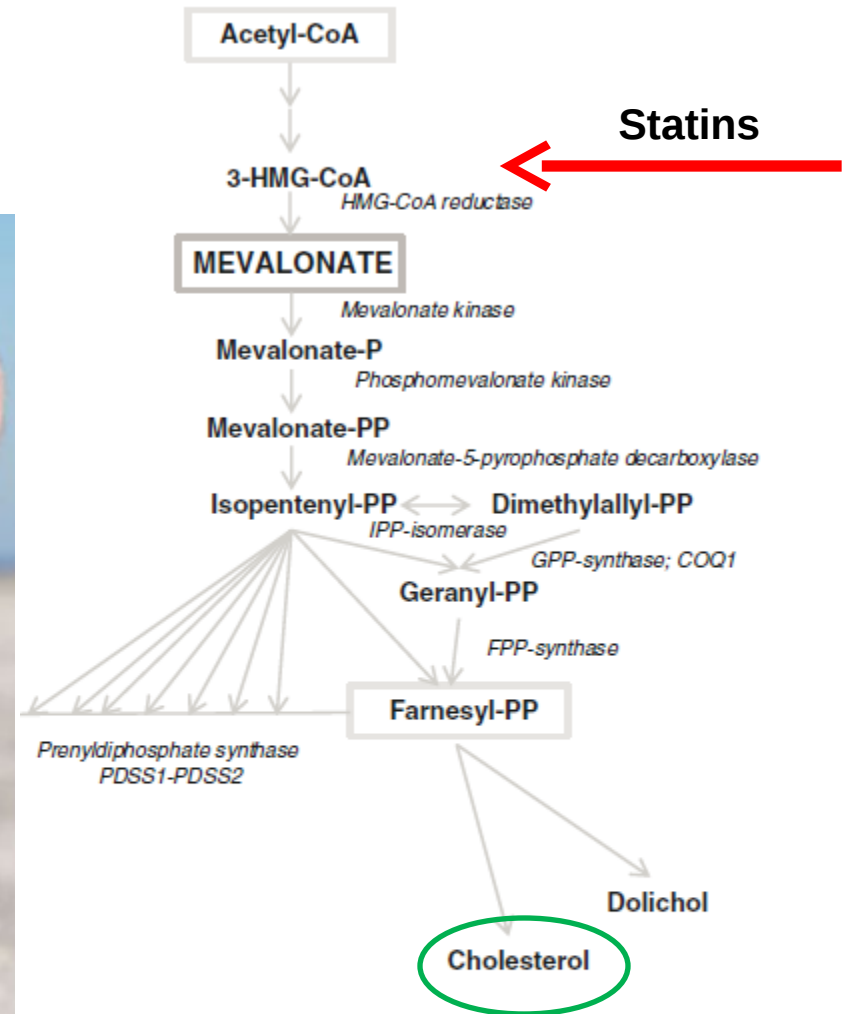 Acetyl-CoA
Statins
3-HMG-CoA
HMG-CoA reductase
MEVALONATE
Mevalonate kinase
Mevalonate-P
Phosphomevalonate kinase
Mevalonate-PP
Mevalonate-5-pyrophosphate decarboxylase
Isopentenyl-PP Dimethylallyl-PP
IPP-isomerase
GPP-synthase; COQ1
Geranyl-PP
FPP-synthase
Farnesyl-PP
Prenyldiphosphate synthase
PDSS1-PDSS2
Dolichol
Cholesterol